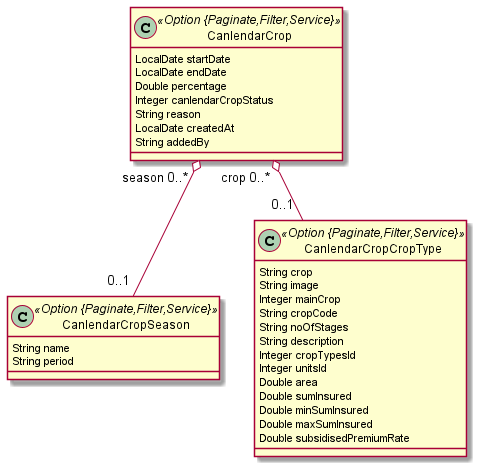 C «Option {Paginate,Filter,Service}»
CanlendarCrop
LocalDate startDate
LocalDate endDate
Double percentage
Integer canlendarCropStatus
String reason
LocalDate createdAt
String addedBy
season 0..* crop 0..*
0..1
0..1
C «Option {Paginate,Filter,Service}»
CanlendarCropCropType
String crop
String image
Integer mainCrop
String cropCode
String noOfStages
String description
Integer cropTypesId
Integer unitsId
Double area
Double sumInsured
Double minSumInsured
Double maxSumInsured
Double subsidisedPremiumRate
C «Option {Paginate,Filter,Service}»
CanlendarCropSeason
String name
String period